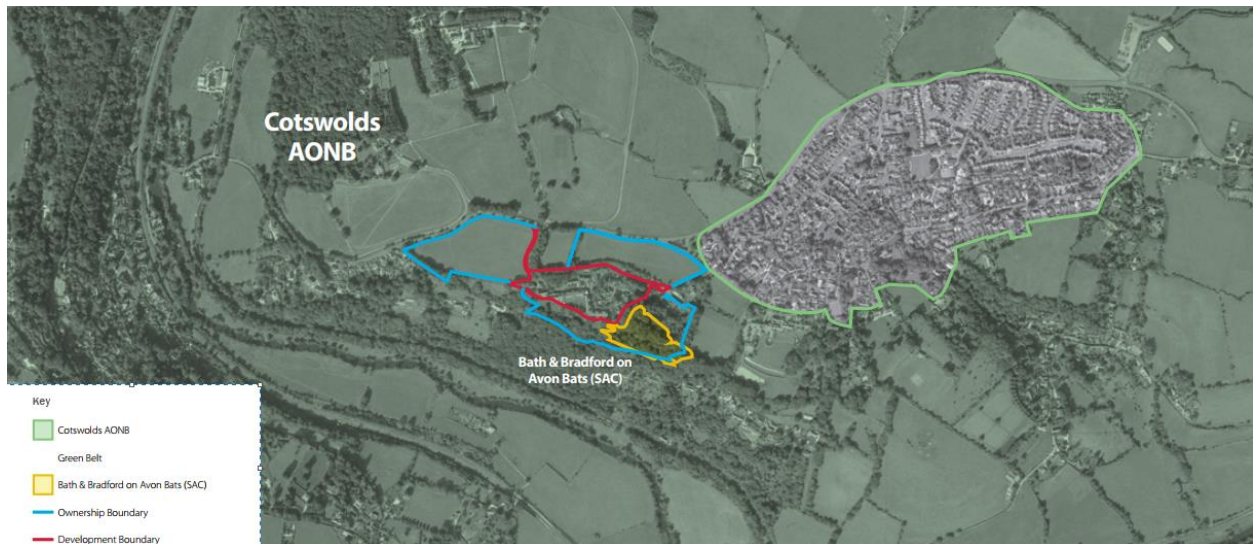 Cotswolds
AONB
Bath & Bradford on
Avon Bats (SAC)
Key
Cotswolds AONB
Green Belt
Bath & Bradford on Avon Bats (SAC)
Ownership Boundary
Development Boundary